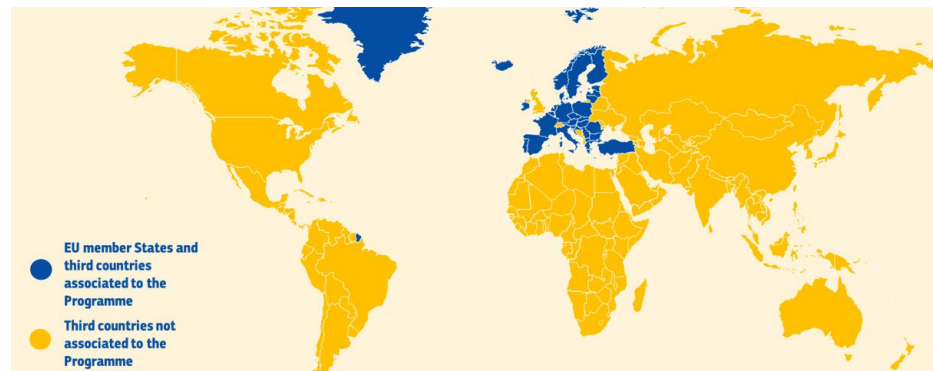 EU member States and
third countries
associated to the
Programme
Third countries not
associated to the
Programme